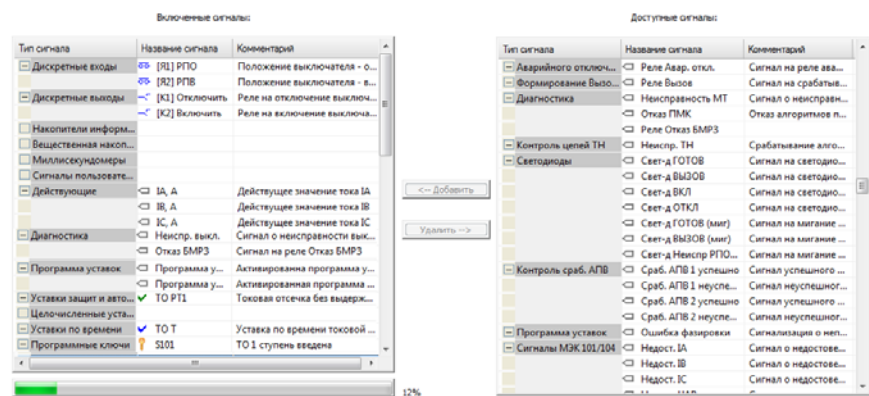 Включенные сигналы:
Тип сигнала Название сигнала Комментарий
Дискретные входы [Я1] РПО Положение выключателя - о...
[Я2] РПВ Положение выключателя - в...
Дискретные выходы [К1] Отключить Реле на отключение выключ...
[К2] Включить Реле на включение выключа...
Накопители информ...
Вещественная накоп...
Миллисекундомеры
Сигналы пользовате...
Действующие IA, A Действущее значение тока IA
IB, A Действущее значение тока IB
IC, A Действущее значение тока IC
Диагностика Неиспр. выкл. Сигнал о неисправности вык...
Отказ БМРЗ Сигнал на реле Отказ БМРЗ
Программа уставок Программа у... Активированна программа у...
Программа у... Активированная программа ...
Уставки защит и авто... ТО РТ1 Токовая отсечка без выдерж...
Целочисленные уста...
Уставки по времени ТО Т Уставка по времени токовой ...
Программные ключи S101 ТО 1 ступень введена
12%
<-- Добавить
Удалить -->
Доступные сигналы:
Тип сигнала Название сигнала Комментарий
Аварийного отключ... Реле Авар. откл. Сигнал на реле ава...
Формирование Вызо... Реле Вызов Сигнал на срабатыв...
Диагностика Неисправность МТ Сигнал о неисправн...
Отказ ПМК Отказ алгоритмов п...
Реле Отказ БМРЗ
Контроль цепей ТН Неиспр. ТН Срабатывание алго...
Светодиоды Свет-д ГОТОВ Сигнал на светодио...
Свет-д ВЫЗОВ Сигнал на светодио...
Свет-д ВКЛ Сигнал на светодио...
Свет-д ОТКЛ Сигнал на светодио...
Свет-д ГОТОВ (миг) Сигнал на мигание ...
Свет-д ВЫЗОВ (миг) Сигнал на мигание ...
Свет-д Неиспр РПО... Сигнал на мигание ...
Контроль сраб. АПВ Сраб. АПВ 1 успешно Сигнал успешного ...
Сраб. АПВ 1 неуспе... Сигнал неуспешног...
Сраб. АПВ 2 успешно Сигнал успешного ...
Сраб. АПВ 2 неуспе... Сигнал неуспешног...
Программа уставок Ошибка фазировки Сигнализация о неп...
Сигналы МЭК 101/104 Недост. IA Сигнал о недостове...
Недост. IB Сигнал о недостове...
Недост. IC Сигнал о недостове...